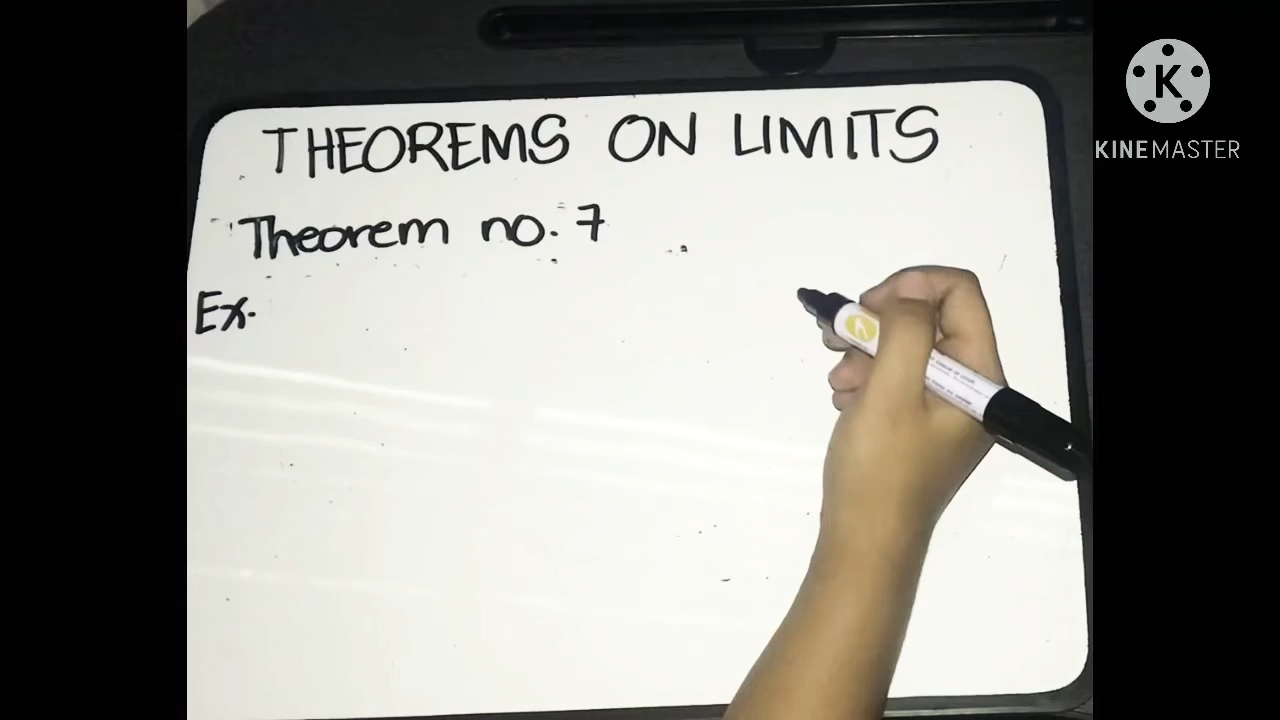 THEOREMS ON LIMITS
Theorem no. 7
Ex.
K
KINEMASTER